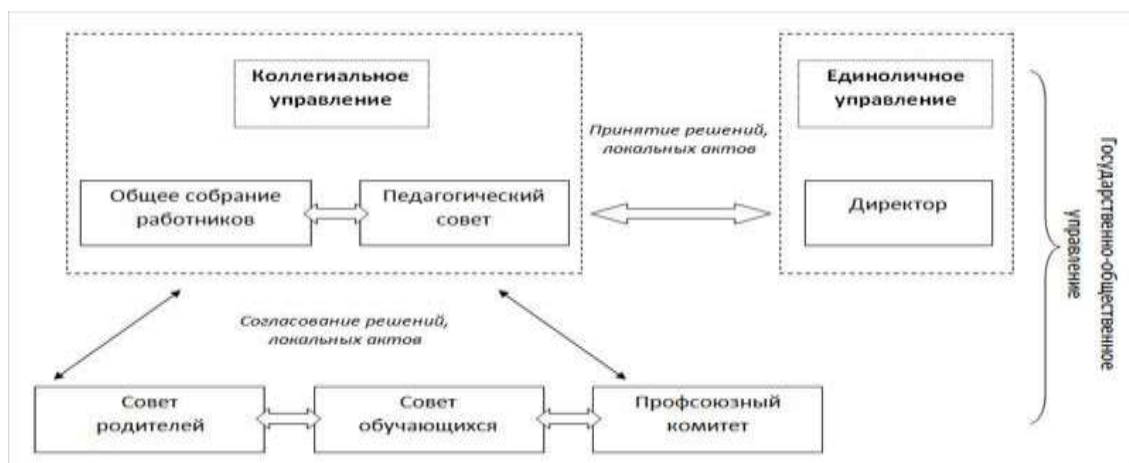 Коллегиальное
управление
Единоличное
управление
Принятие решений,
локальных актов
Общее собрание
работников
Педагогический
совет
Директор
Государственно-общественное
управление
Согласование решений,
локальных актов
Совет
родителей
Совет
обучающихся
Профсоюзный
комитет